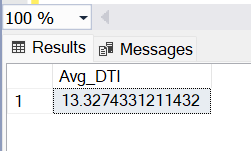 100 %
Results Messages
Avg_DTI
1 13.3274331211432